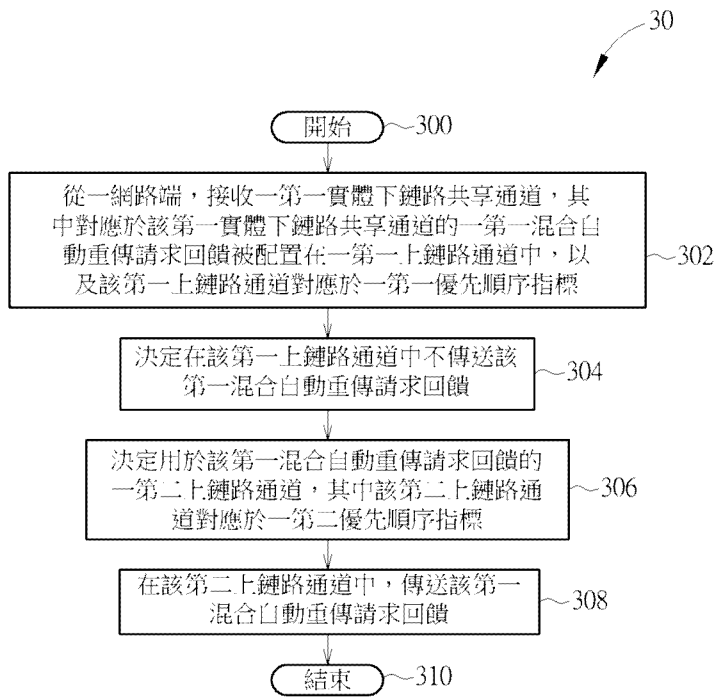 30
開始
300
從一網路端，接收一第一實體下鏈路共享通道，其
中對應於該第一實體下鏈路共享通道的一第一混合自
動重傳請求回饋被配置在一第一上鏈路通道中，以
及該第一上鏈路通道對應於一第一優先順序指標
302
決定在該第一上鏈路通道中不傳送該
第一混合自動重傳請求回饋
304
決定用於該第一混合自動重傳請求回饋的
一第二上鏈路通道，其中該第二上鏈路通
道對應於一第二優先順序指標
306
在該第二上鏈路通道中，傳送該第一
混合自動重傳請求回饋
308
結束
310